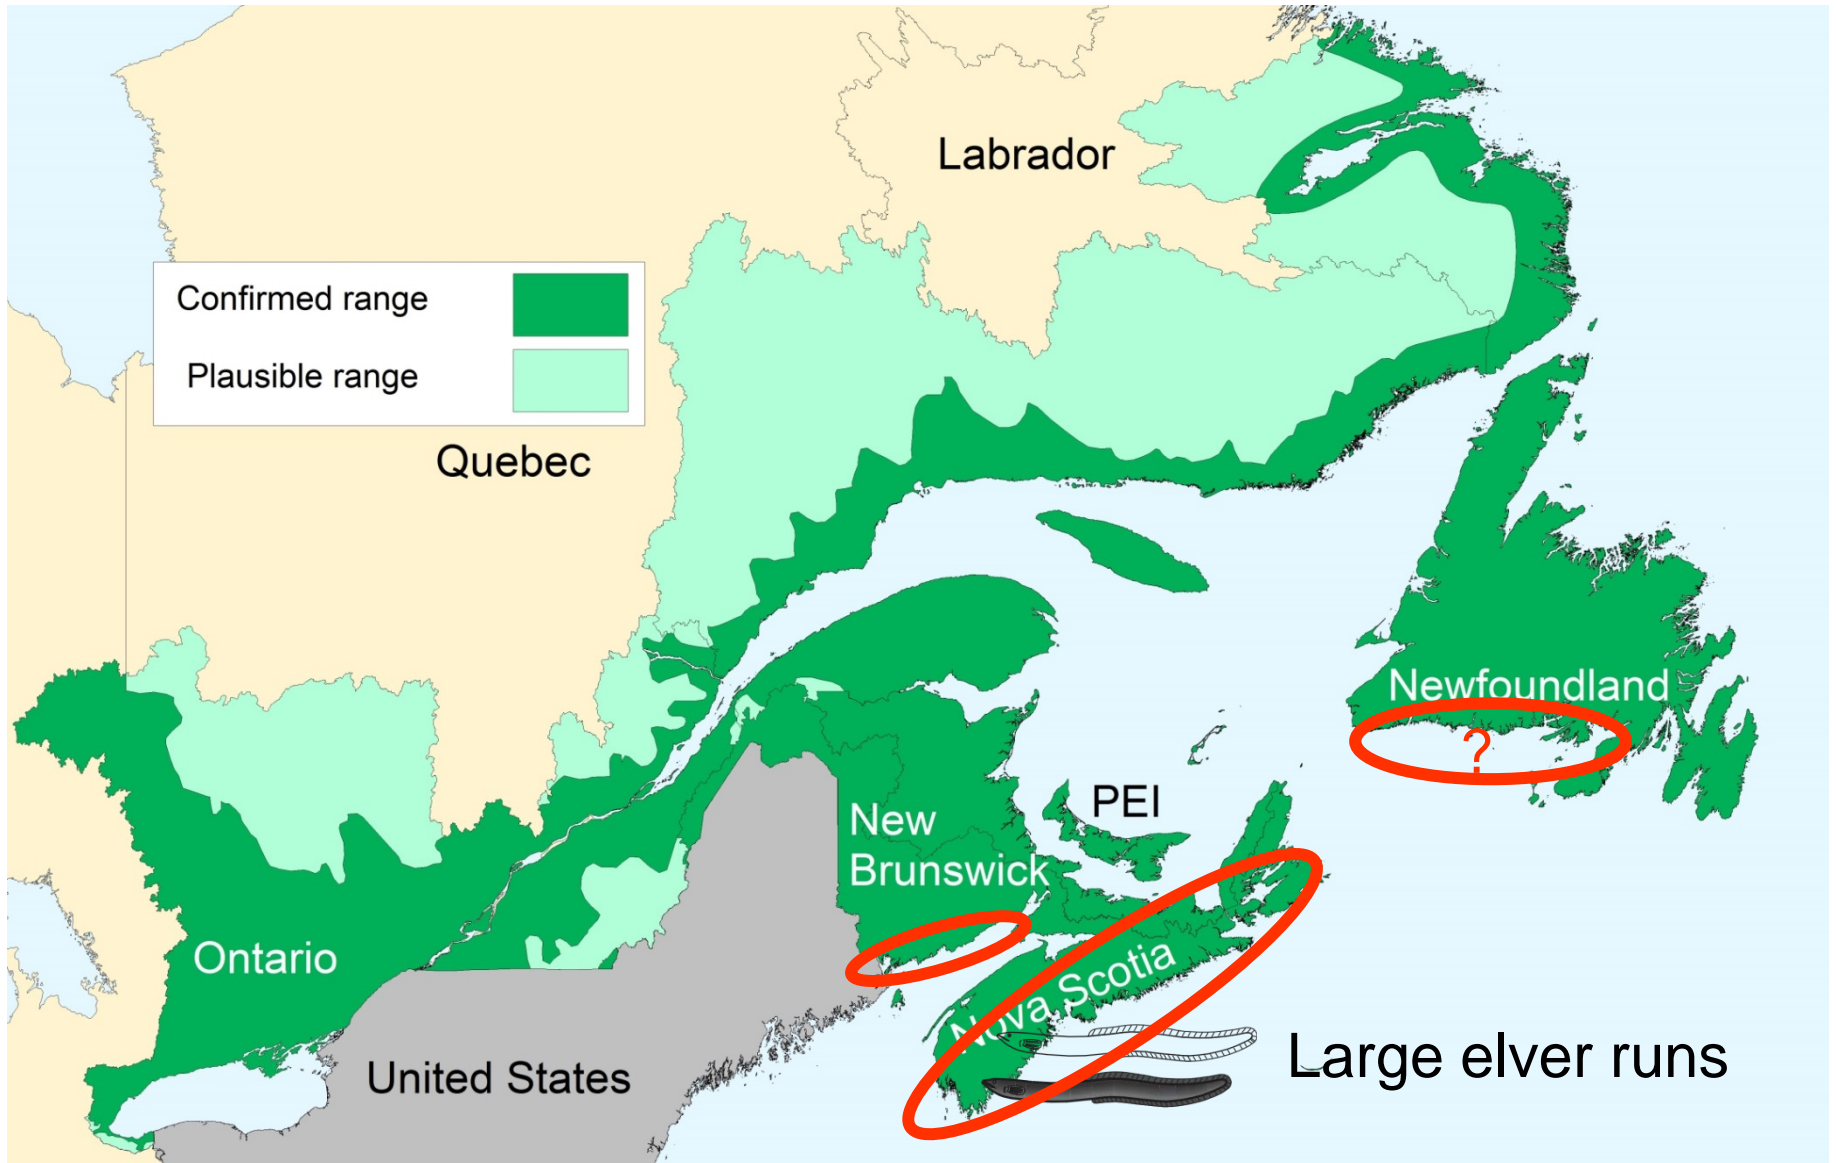 Labrador
Confirmed range
Plausible range
Quebec
Newfoundland
?
PEI
New
Brunswick
Ontario
Nova Scotia
Large elver runs
United States